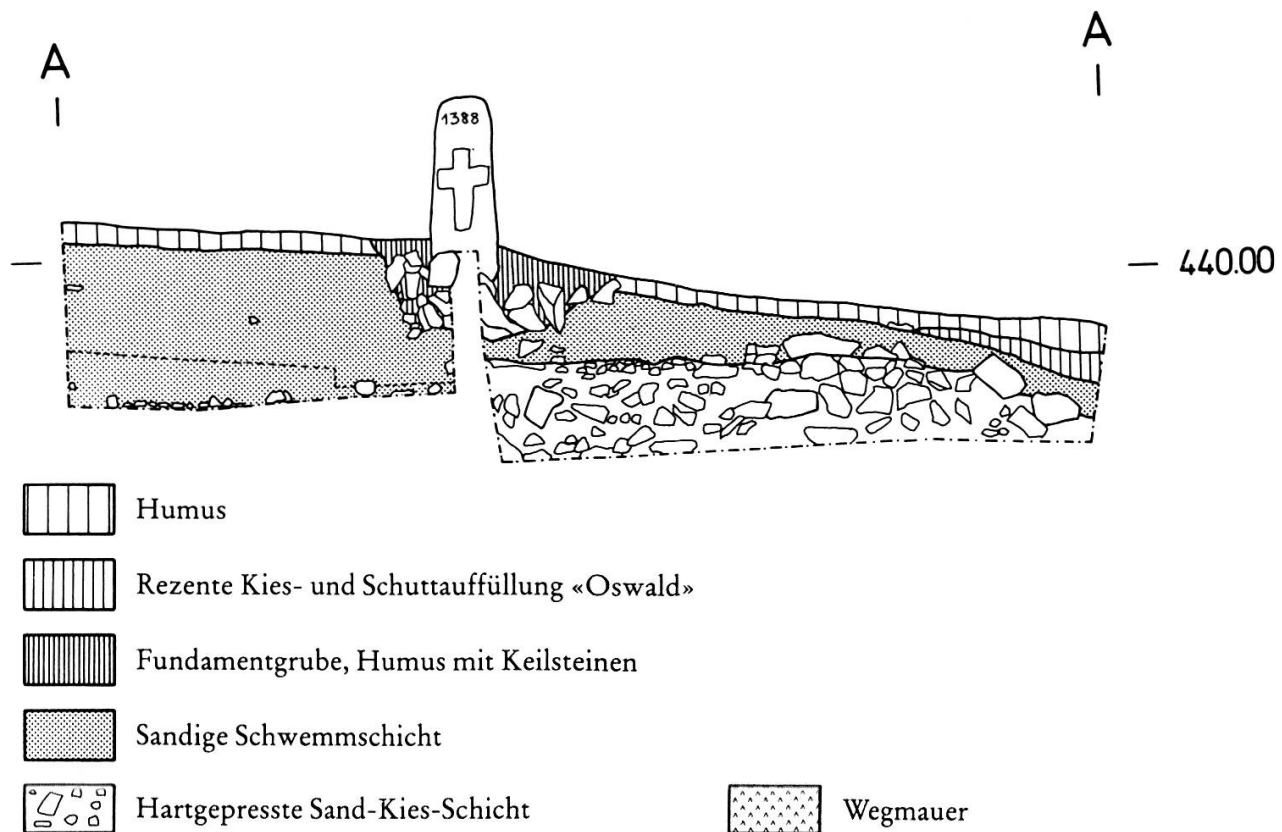 A
A
1388
440.00
Humus
Rezente Kies- und Schuttauffüllung «Oswald»
Fundamentgrube, Humus mit Keilsteinen
Sandige Schwemmschicht
Hartgepresste Sand-Kies-Schicht
Wegmauer